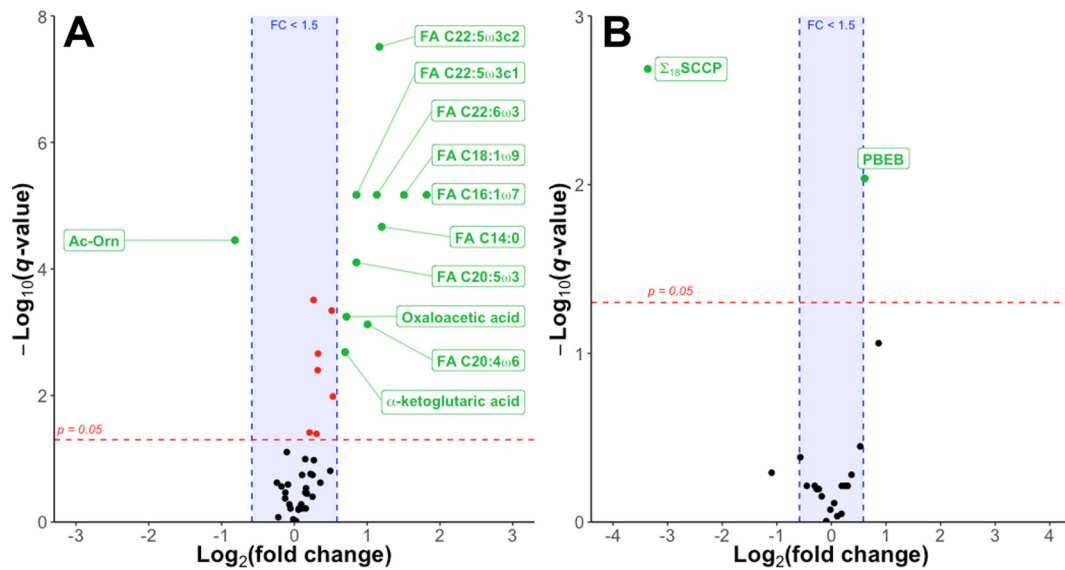 A
FC < 1.5
8
6
4
2
0
− Log10(q-value)
FA C22:5ω3c2
FA C22:5ω3c1
FA C22:6ω3
FA C18:1ω9
FA C16:1ω7
FA C14:0
Ac-Orn
FA C20:5ω3
Oxaloacetic acid
FA C20:4ω6
α-ketoglutaric acid
p = 0.05
-3
-2
-1
0
1
2
3
Log2(fold change)
B
FC < 1.5
3
2
1
0
− Log10(q-value)
Σ18SCCP
PBEB
p = 0.05
-4
-3
-2
-1
0
1
2
3
4
Log2(fold change)